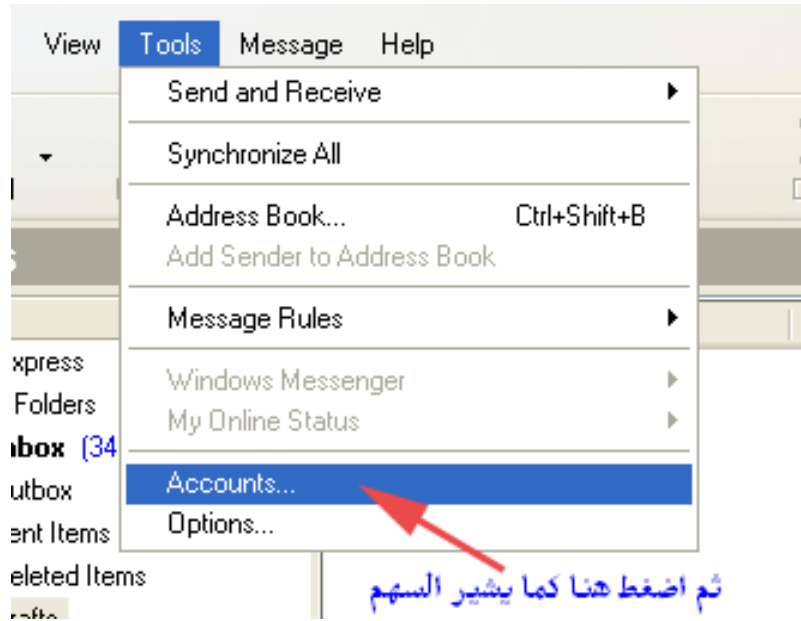 View Tools Message Help
Send and Receive
Synchronize All
Address Book... Ctrl+Shift+B
Add Sender to Address Book
Message Rules
xpress
Windows Messenger
Folders
My Online Status
nbox (34
Accounts...
utbox
Options...
ent Items
eleted Items
ثم اضغط هنا كما يشير السهم